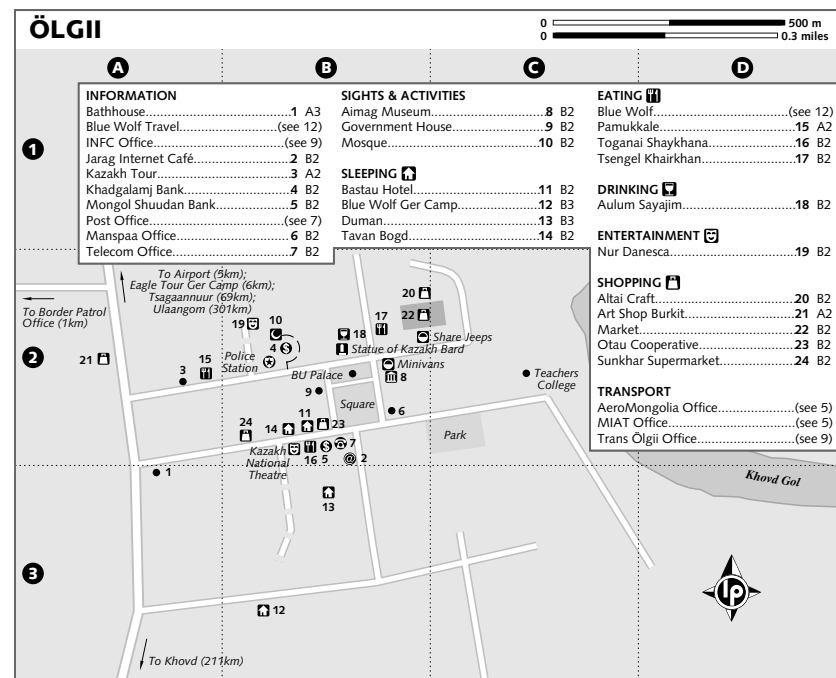 ÖLGII
0 500 m
0 0.3 miles
A B C D
1
INFORMATION
Bathhouse 1 A3
Blue Wolf Travel (see 12)
INFC Office (see 9)
Jarag Internet Café 2 B2
Kazakh Tour 3 A2
Khadgalamj Bank 4 B2
Mongol Shuudan Bank 5 B2
Post Office (see 7)
Manspaa Office 6 B2
Telecom Office 7 B2
SIGHTS & ACTIVITIES
Aimag Museum 8 B2
Government House 9 B2
Mosque 10 B2
SLEEPING
Bastau Hotel 11 B2
Blue Wolf Ger Camp 12 B3
Duman 13 B3
Tavan Bogd 14 B2
EATING
Blue Wolf (see 12)
Pamukkale 15 A2
Toganai Shaykhana 16 B2
Tsengel Khairkhan 17 B2
DRINKING
Aulum Sayajim 18 B2
ENTERTAINMENT
Nur Danesca 19 B2
SHOPPING
Altai Craft 20 B2
Art Shop Burkit 21 A2
Market 22 B2
Otau Cooperative 23 B2
Sunkhar Supermarket 24 B2
TRANSPORT
AeroMongolia Office (see 5)
MIAT Office (see 5)
Trans Ölgii Office (see 9)
To Airport (5km);
Eagle Tour Ger Camp (6km);
Tsagaannuur (69km);
Ulaangom (301km)
To Border Patrol
Office (1km)
2
20
22
17
10
19
18
Share Jeeps
4
Statue of Kazakh Bard
21
15
Police
Station
Minivans
3
BU Palace
8
Teachers
College
9
Square
6
11
24
14
23
Park
7
Kazakh
National
Theatre
16 5
2
1
Khovd Gol
13
3
lp
12
To Khovd (211km)